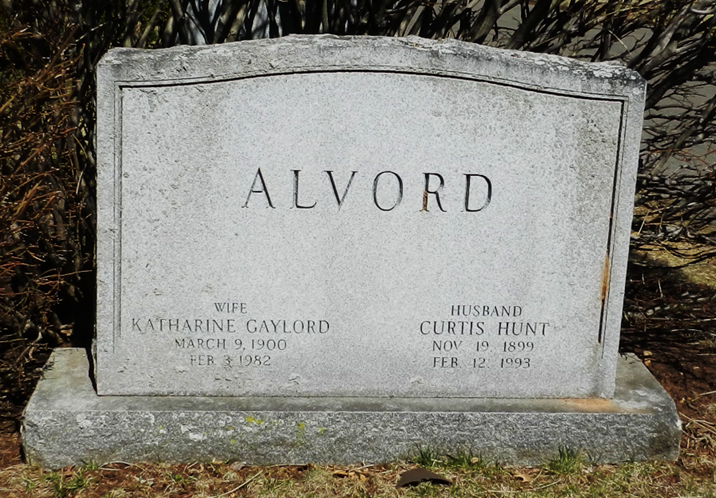 ALVORD
WIFE
KATHARINE GAYLORD
MARCH 9, 1900
FEB. 3, 1982
HUSBAND
CURTIS HUNT
NOV. 19, 1899
FEB. 12, 1993